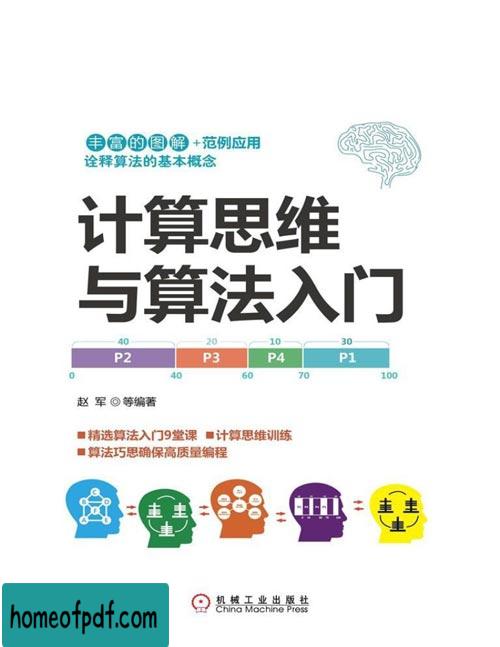 丰富的图解+范例应用
诠释算法的基本概念
计算思维
与算法入门
40 20 10 30
P2 P3 P4 P1
0 40 60 70 100
赵 军 ◎等编著
■精选算法入门9堂课 ■计算思维训练
■算法巧思确保高质量编程
机械工业出版社
China Machine Press
homeofpdf.com